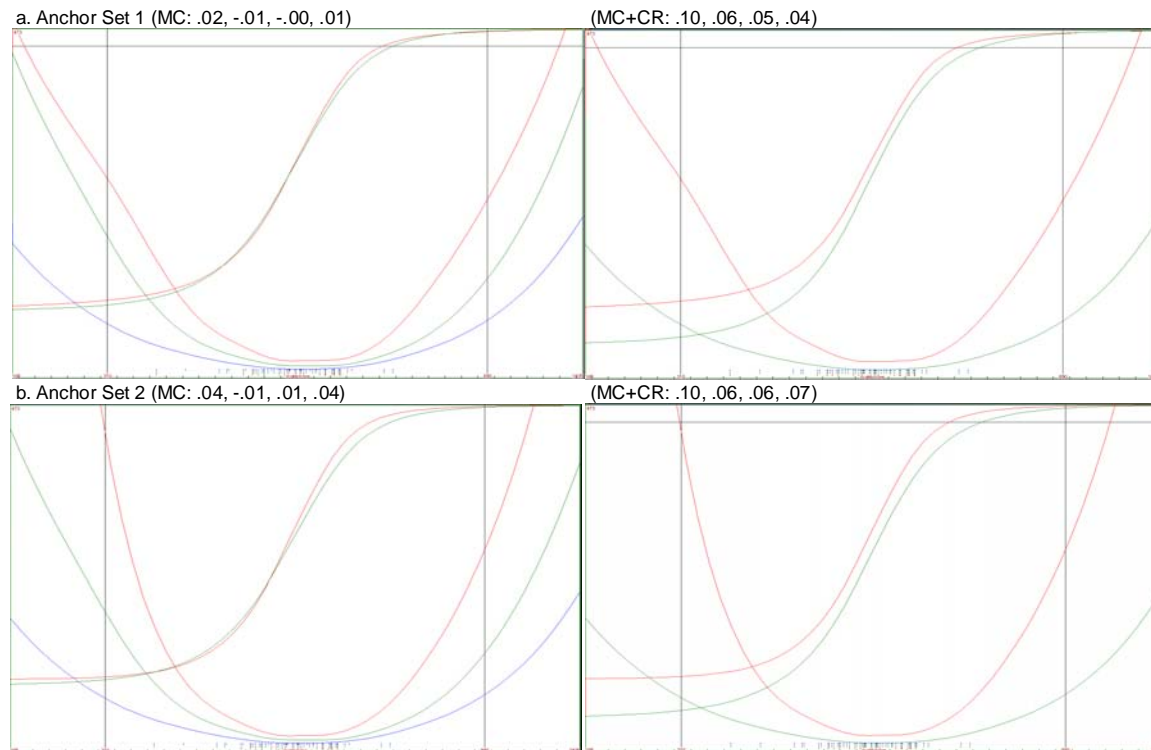 a. Anchor Set 1 (MC: .02, -.01, -.00, .01)
(MC+CR: .10, .06, .05, .04)
b. Anchor Set 2 (MC: .04, -.01, .01, .04)
(MC+CR: .10, .06, .06, .07)